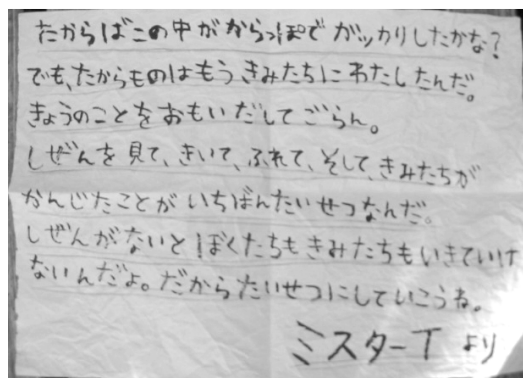 たからばこの中がからっぽでガッカリしたかな?
でも、たからものはもうきみたちにわたしたんだ。
きょうのことをおもいだしてごらん。
しぜんを見て、きいて、ふれて、そして、きみたちが
かんじたことがいちばんたいせつなんだ。
しぜんがないとぼくたちもきみたちもいきていけ
ないんだよ。だからたいせつにしていこうね。
ミスターTより